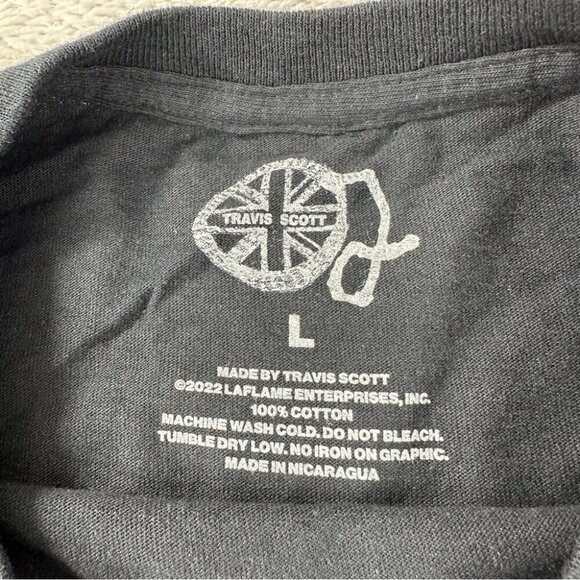 TRAVIS SCOTT
L
MADE BY TRAVIS SCOTT
©2022 LAFLAME ENTERPRISES, INC.
100% COTTON
MACHINE WASH COLD. DO NOT BLEACH.
TUMBLE DRY LOW. NO IRON ON GRAPHIC.
MADE IN NICARAGUA